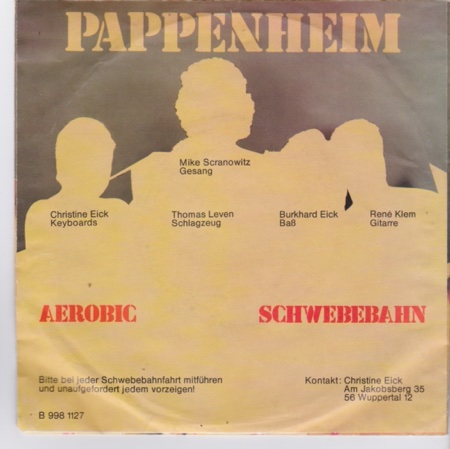 PAPPENHEIM
Mike Scranowitz
Gesang
Christine Eick
Keyboards
Thomas Leven
Schlagzeug
Burkhard Eick
Baß
René Klem
Gitarre
AEROBIC
SCHWEBEBAHN
Bitte bei jeder Schwebebahnfahrt mitführen
und unaufgefordert jedem vorzeigen!
Kontakt: Christine Eick
Am Jakobsberg 35
56 Wuppertal 12
B 998 1127